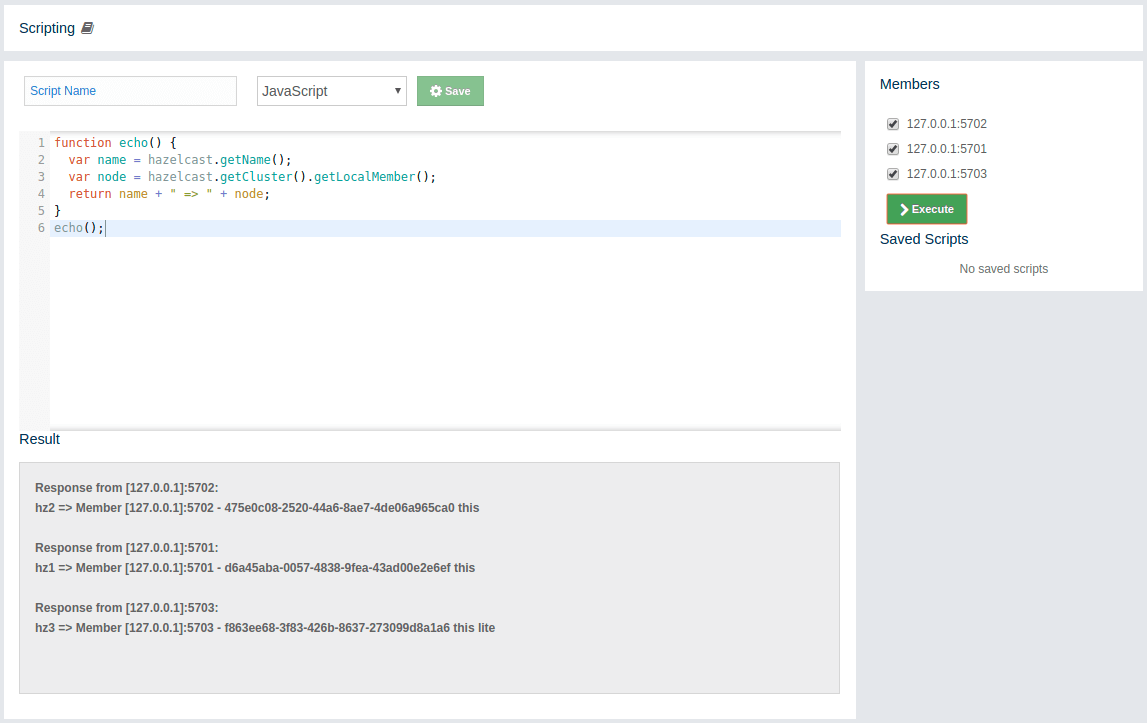 Scripting
Script Name
JavaScript
Save
1 function echo() {
2   var name = hazelcast.getName();
3   var node = hazelcast.getCluster().getLocalMember();
4   return name + " => " + node;
5 }
6 echo();
Result
Response from [127.0.0.1]:5702:
hz2 => Member [127.0.0.1]:5702 - 475e0c08-2520-44a6-8ae7-4de06a965ca0 this
Response from [127.0.0.1]:5701:
hz1 => Member [127.0.0.1]:5701 - d6a45aba-0057-4838-9fea-43ad00e2e6ef this
Response from [127.0.0.1]:5703:
hz3 => Member [127.0.0.1]:5703 - f863ee68-3f83-426b-8637-273099d8a1a6 this lite
Members
127.0.0.1:5702
127.0.0.1:5701
127.0.0.1:5703
Execute
Saved Scripts
No saved scripts